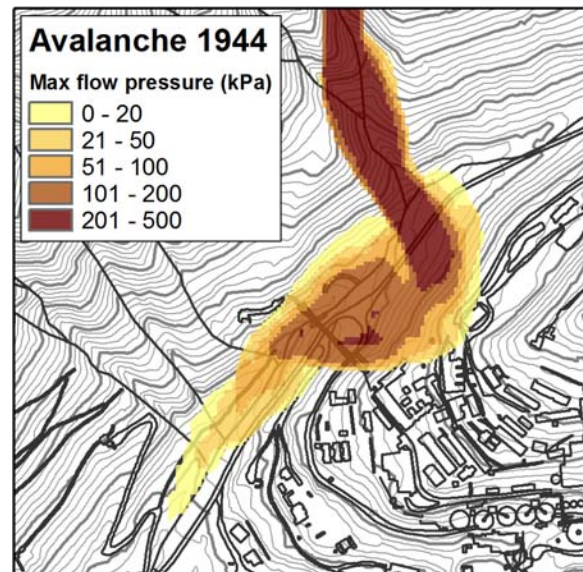 Avalanche 1944
Max flow pressure (kPa)
0 - 20
21 - 50
51 - 100
101 - 200
201 - 500